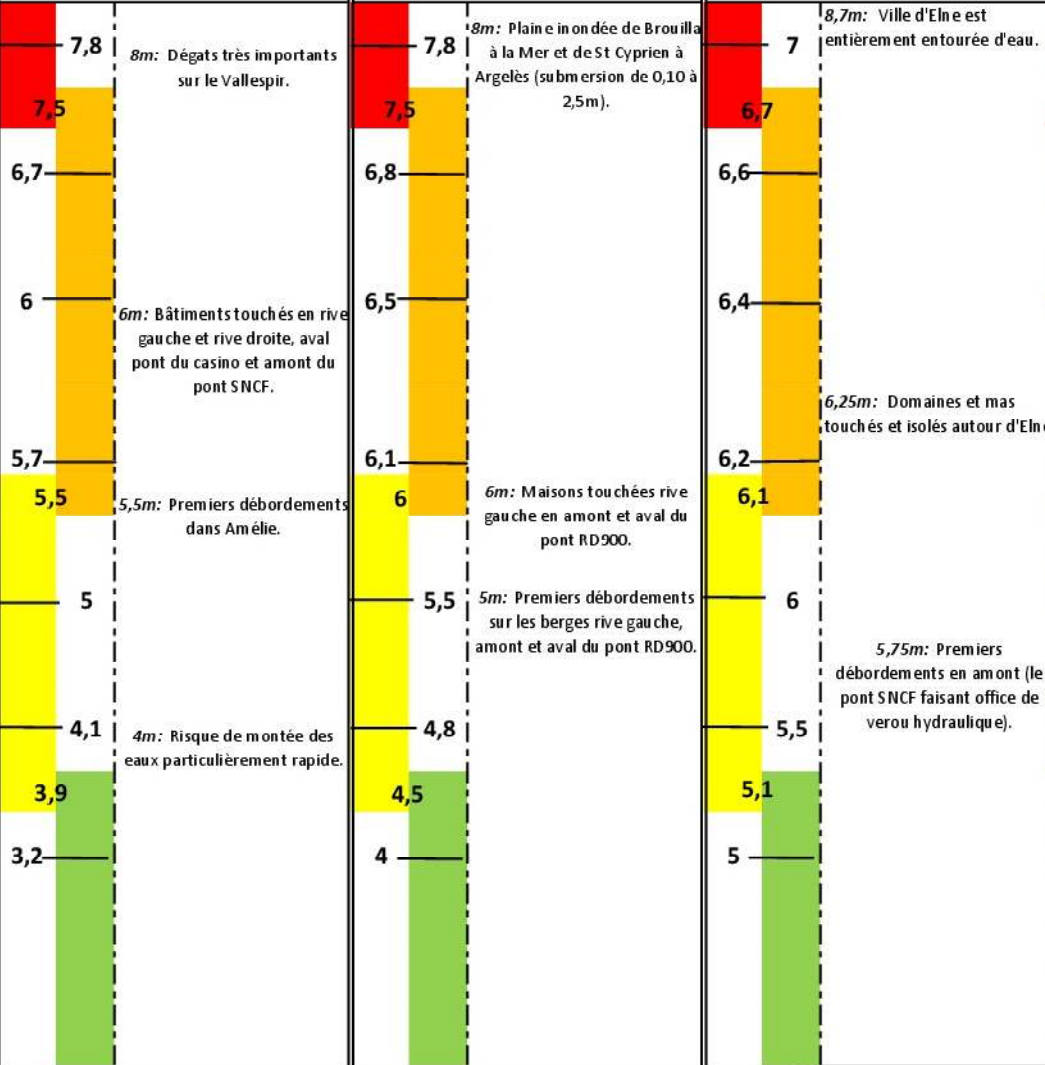 7,8
8m: Dégats très importants
sur le Vallespir.
7,5
6,7
6
6m: Bâtiments touchés en rive
gauche et rive droite, aval
pont du casino et amont du
pont SNCF.
5,7
5,5
5,5m: Premiers débordements
dans Amélie.
5
4,1
4m: Risque de montée des
eaux particulièrement rapide.
3,9
3,2
7,8
8m: Plaine inondée de Brouilla
à la Mer et de St Cyprien à
Argelès (submersion de 0,10 à
2,5m).
7,5
6,8
6,5
6,1
6
6m: Maisons touchées rive
gauche en amont et aval du
pont RD900.
5,5
5m: Premiers débordements
sur les berges rive gauche,
amont et aval du pont RD900.
4,8
4,5
4
8,7m: Ville d'Elne est
entièrement entourée d'eau.
7
6,7
6,6
6,4
6,25m: Domaines et mas
touchés et isolés autour d'Elne
6,2
6,1
6
5,75m: Premiers
débordements en amont (le
pont SNCF faisant office de
verou hydraulique).
5,5
5,1
5